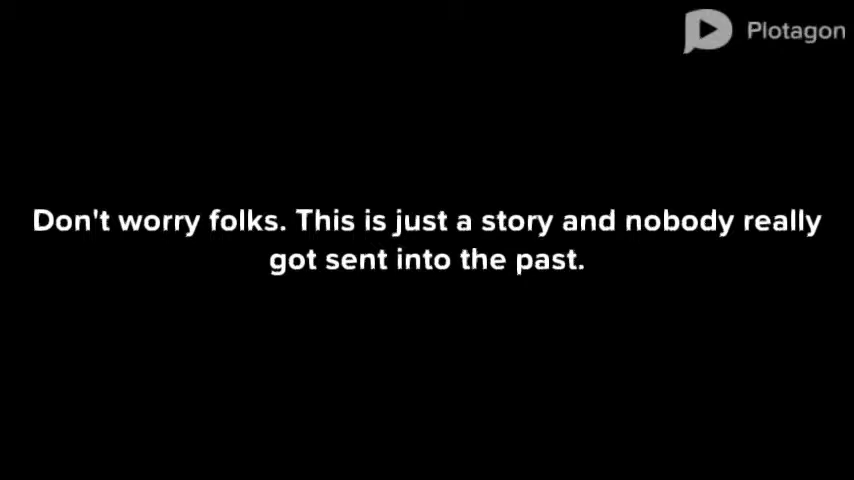 Plotagon
Don't worry folks. This is just a story and nobody really
got sent into the past.